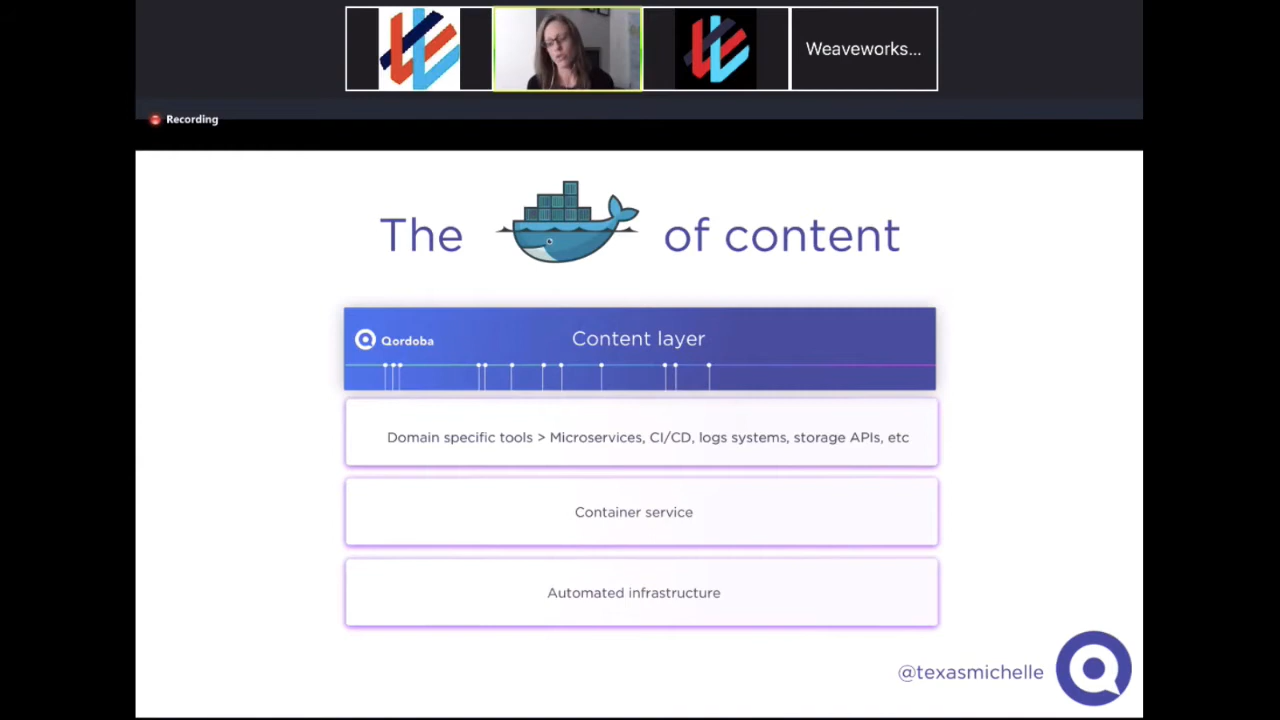 Weaveworks...
Recording
The of content
Qordoba
Content layer
Domain specific tools > Microservices, CI/CD, logs systems, storage APIs, etc
Container service
Automated infrastructure
@texasmichelle